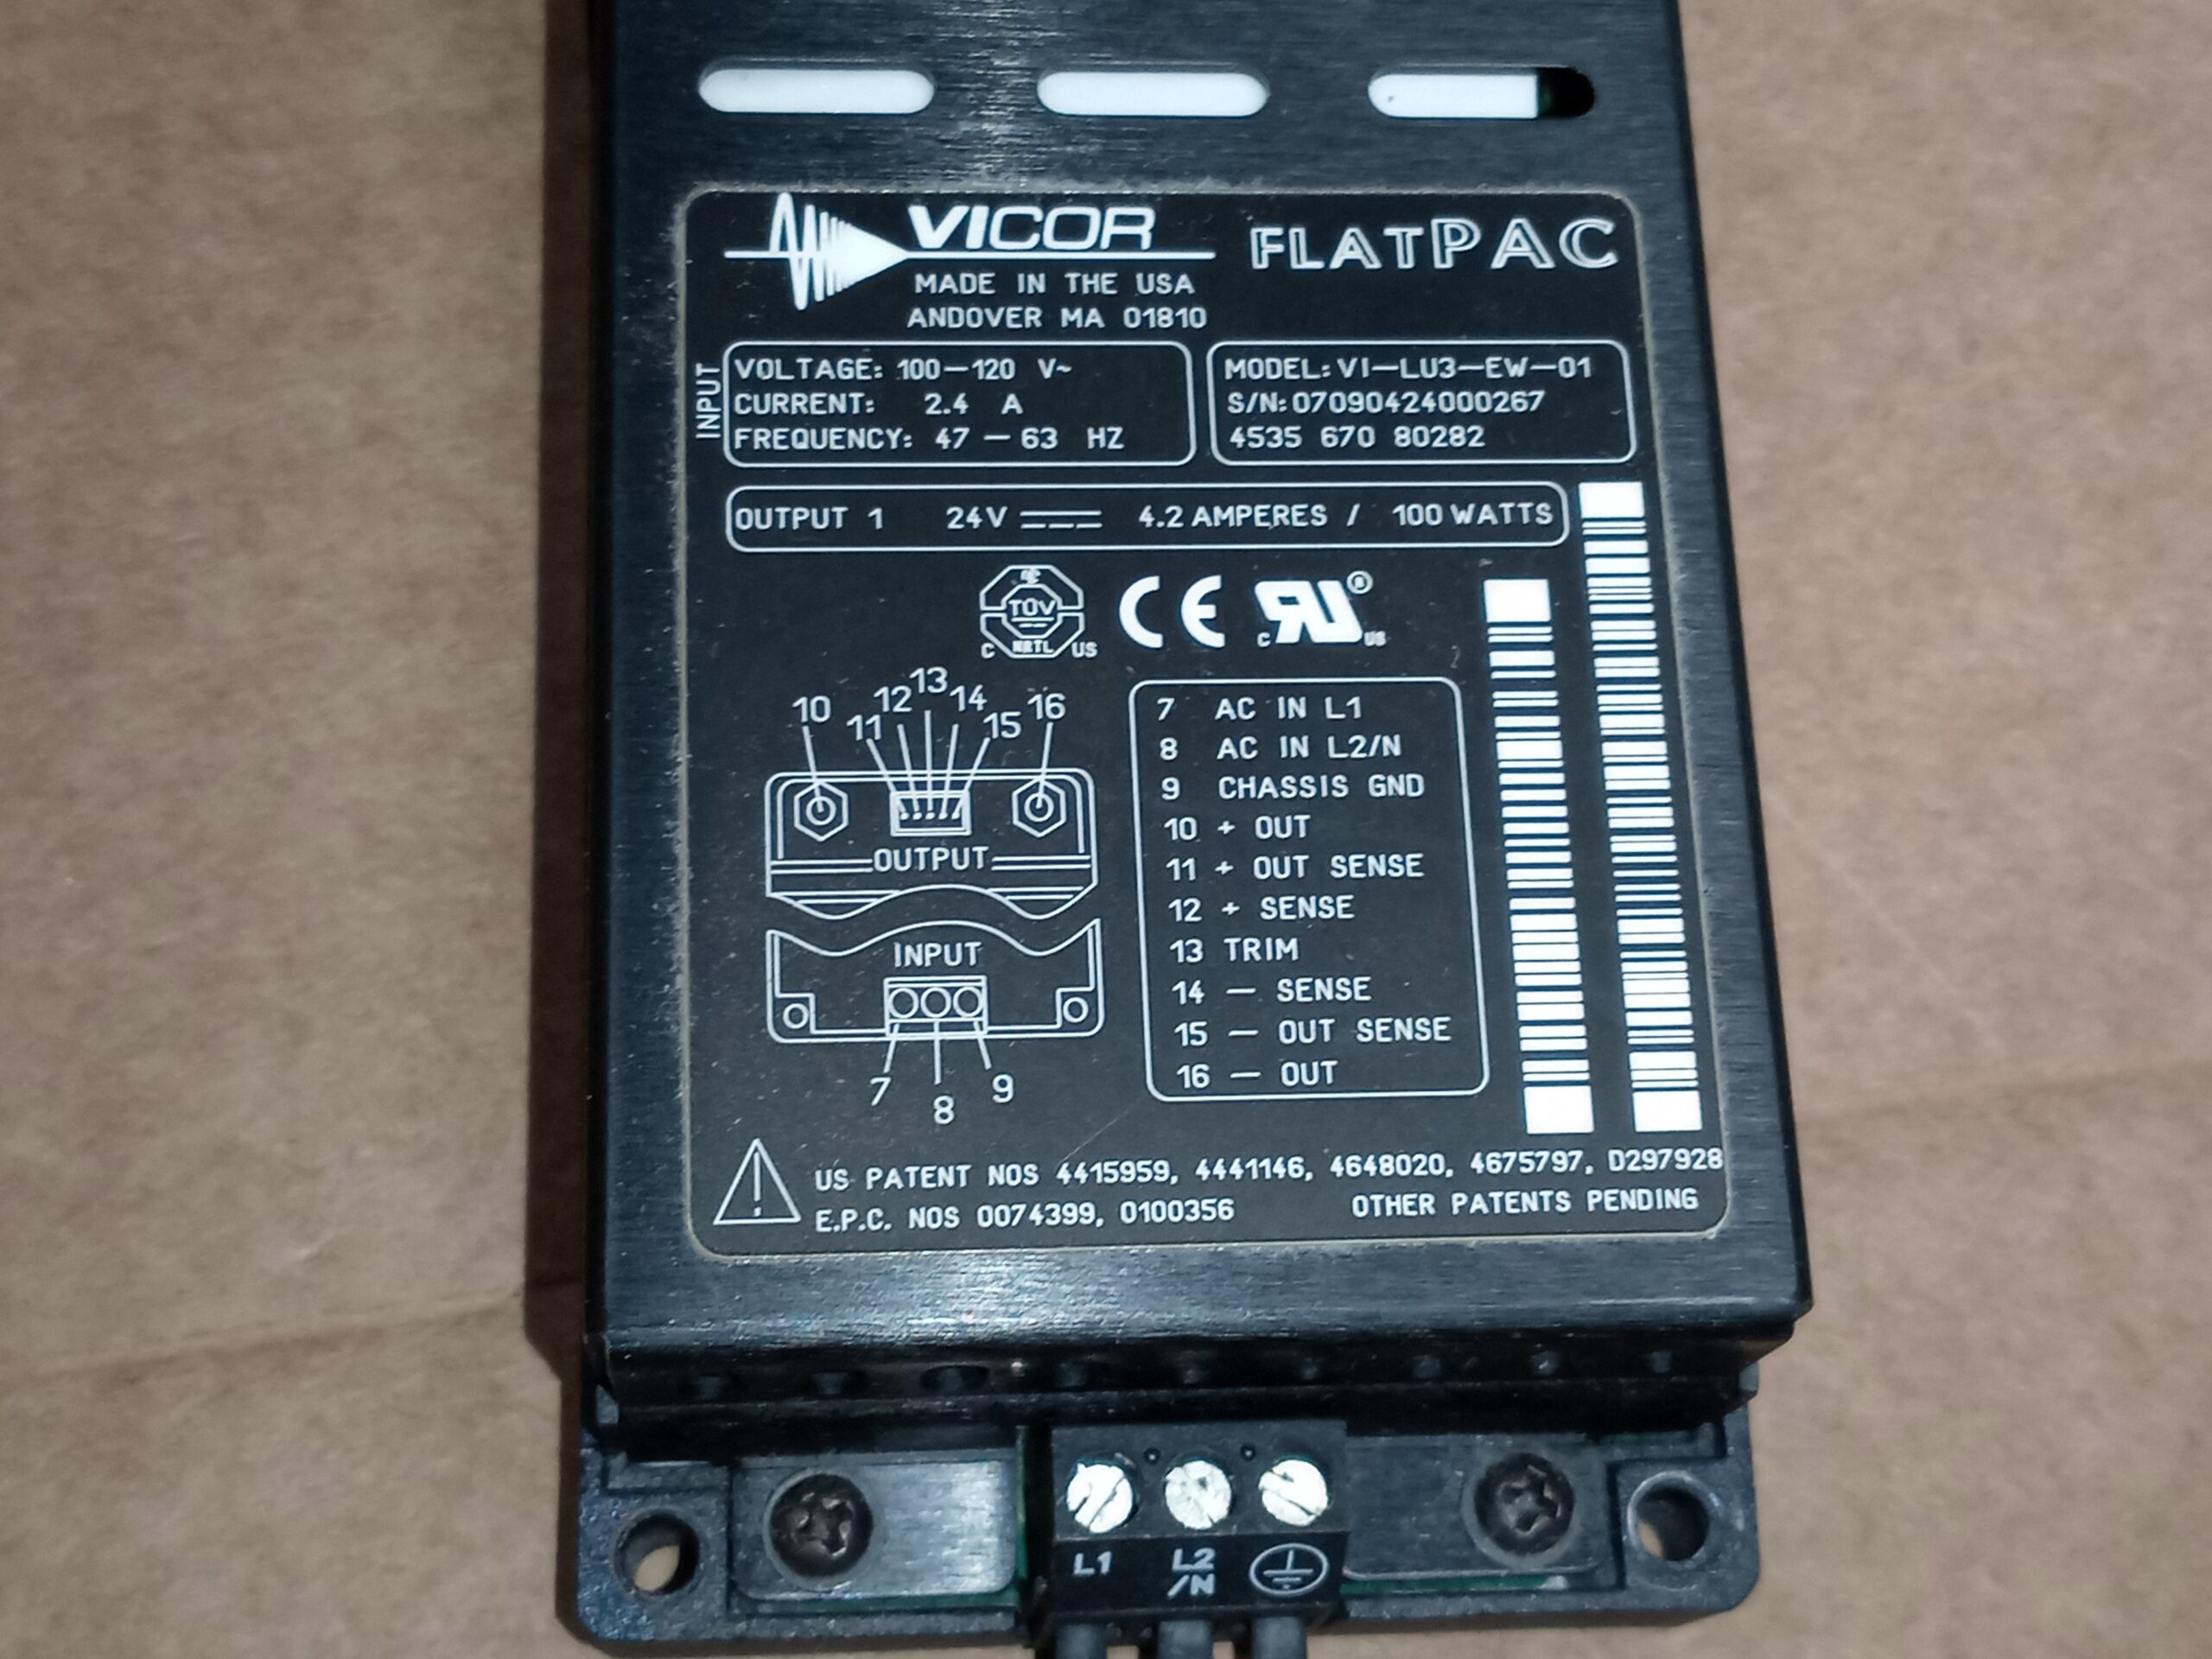 VICOR
FLATPAC
MADE IN THE USA
ANDOVER MA 01810
INPUT
VOLTAGE: 100—120 V~
CURRENT: 2.4 A
FREQUENCY: 47 — 63 HZ
MODEL: VI—LU3—EW—01
S/N: 07090424000267
4535 670 80282
OUTPUT 1 24V 4.2 AMPERES / 100 WATTS
TÜV
NRTL
C US
CE
C RU ® US
10 11 12 13 14 15 16
OUTPUT
INPUT
7 8 9
7 AC IN L1
8 AC IN L2/N
9 CHASSIS GND
10 + OUT
11 + OUT SENSE
12 + SENSE
13 TRIM
14 — SENSE
15 — OUT SENSE
16 — OUT
US PATENT NOS 4415959, 4441146, 4648020, 4675797, D297928
E.P.C. NOS 0074399, 0100356 OTHER PATENTS PENDING
L1
L2
/N